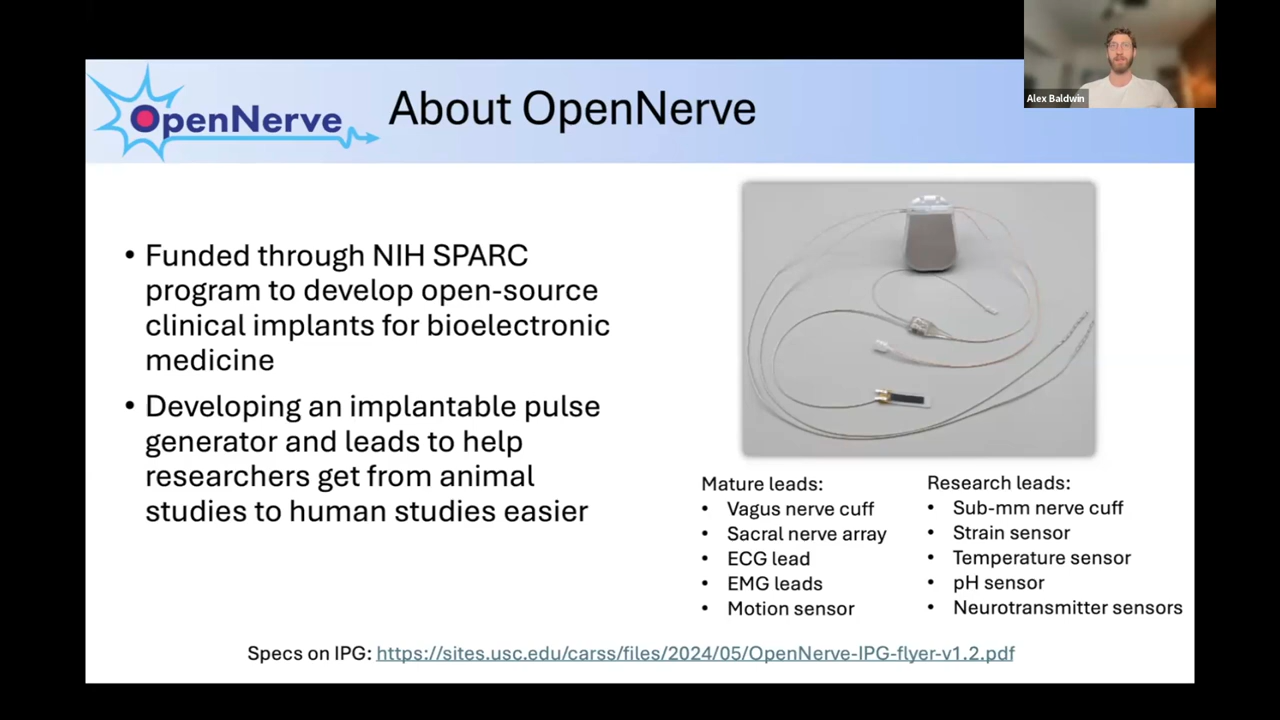 Alex Baldwin
OpenNerve
About OpenNerve
• Funded through NIH SPARC
program to develop open-source
clinical implants for bioelectronic
medicine
• Developing an implantable pulse
generator and leads to help
researchers get from animal
studies to human studies easier
Mature leads:
• Vagus nerve cuff
• Sacral nerve array
• ECG lead
• EMG leads
• Motion sensor
Research leads:
• Sub-mm nerve cuff
• Strain sensor
• Temperature sensor
• pH sensor
• Neurotransmitter sensors
Specs on IPG: https://sites.usc.edu/carss/files/2024/05/OpenNerve-IPG-flyer-v1.2.pdf